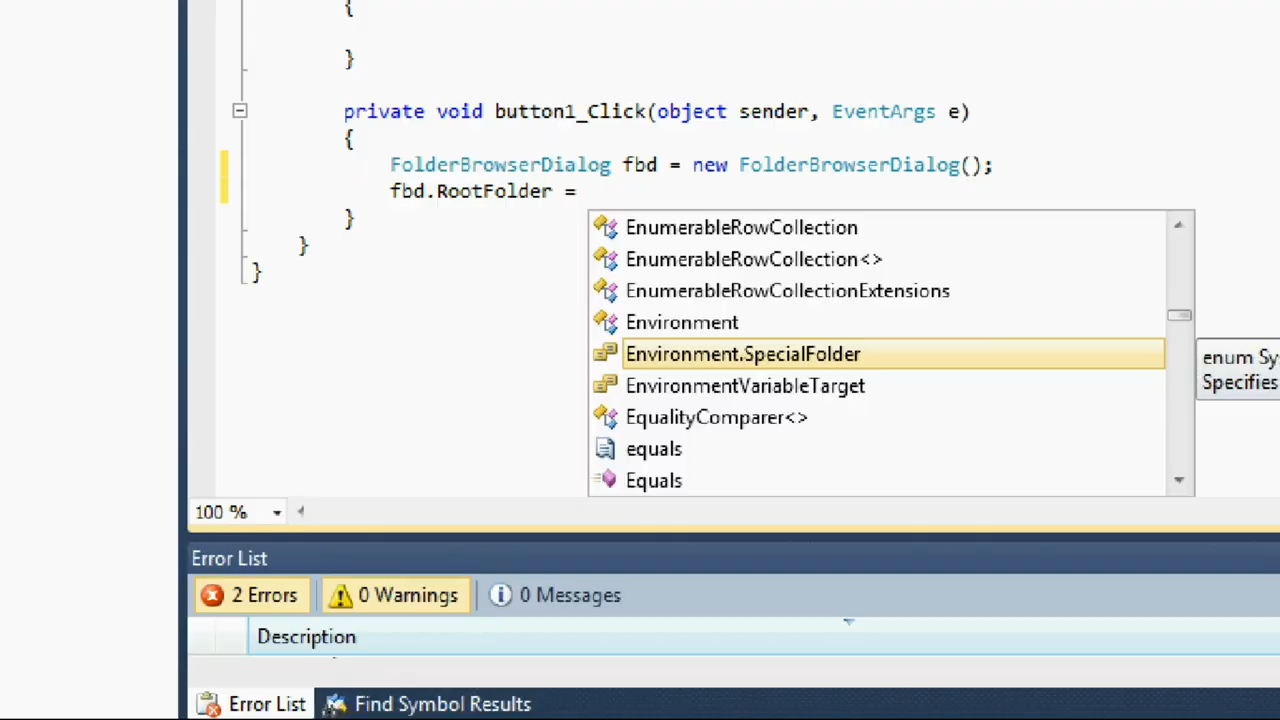 {
}
private void button1_Click(object sender, EventArgs e)
{
FolderBrowserDialog fbd = new FolderBrowserDialog();
fbd.RootFolder =
}
}
}
EnumerableRowCollection
EnumerableRowCollection<>
EnumerableRowCollectionExtensions
Environment
Environment.SpecialFolder
EnvironmentVariableTarget
EqualityComparer<>
equals
Equals
enum Sy
Specifies
100 %
Error List
2 Errors
0 Warnings
0 Messages
Description
Error List
Find Symbol Results